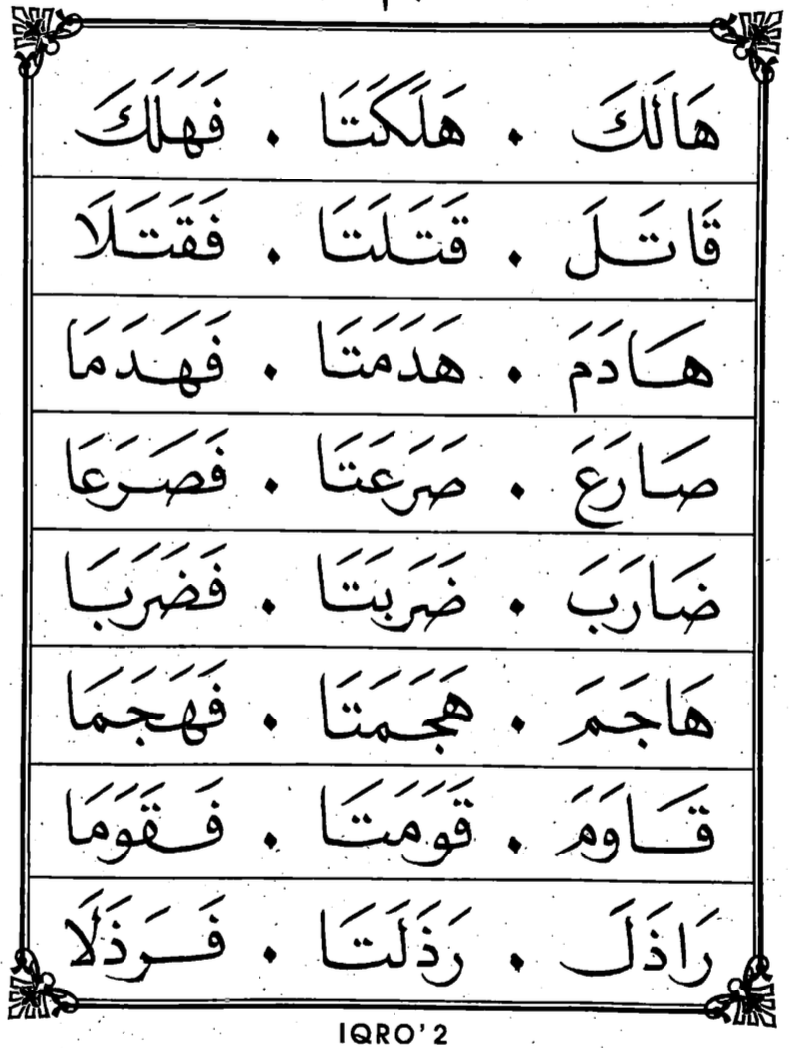 هَالَكَ . هَلَكَتَا . فَهَلَكَ
قَاتَلَ . قَتَلَتَا . فَقَتَلَا
هَادَمَ . هَدَمَتَا . فَهَدَمَا
صَارَعَ . صَرَعَتَا . فَصَرَعَا
ضَارَبَ . ضَرَبَتَا . فَضَرَبَا
هَاجَمَ . هَجَمَتَا . فَهَجَمَا
قَاوَمَ . قَوَمَتَا . فَقَوَمَا
رَاذَلَ . رَذَلَتَا . فَرَذَلَا
IQRO' 2